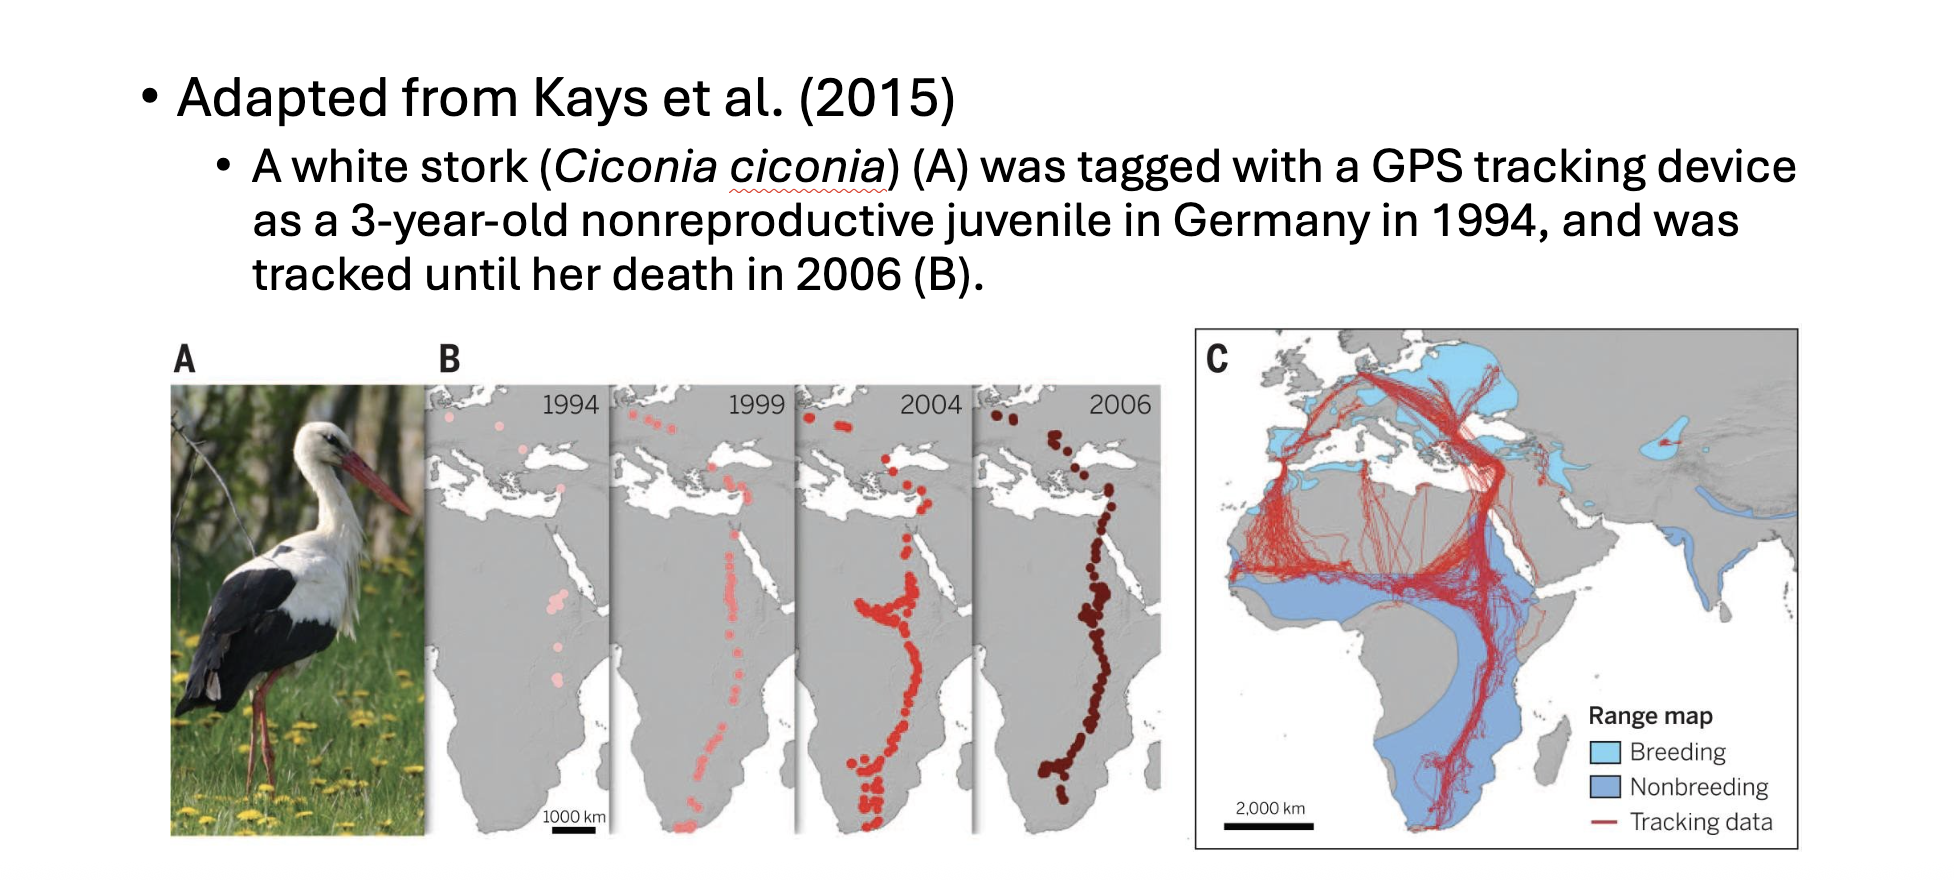 • Adapted from Kays et al. (2015)
• A white stork (Ciconia ciconia) (A) was tagged with a GPS tracking device
as a 3-year-old nonreproductive juvenile in Germany in 1994, and was
tracked until her death in 2006 (B).
A
B
1994
1999
2004
2006
1000 km
C
Range map
Breeding
Nonbreeding
Tracking data
2,000 km